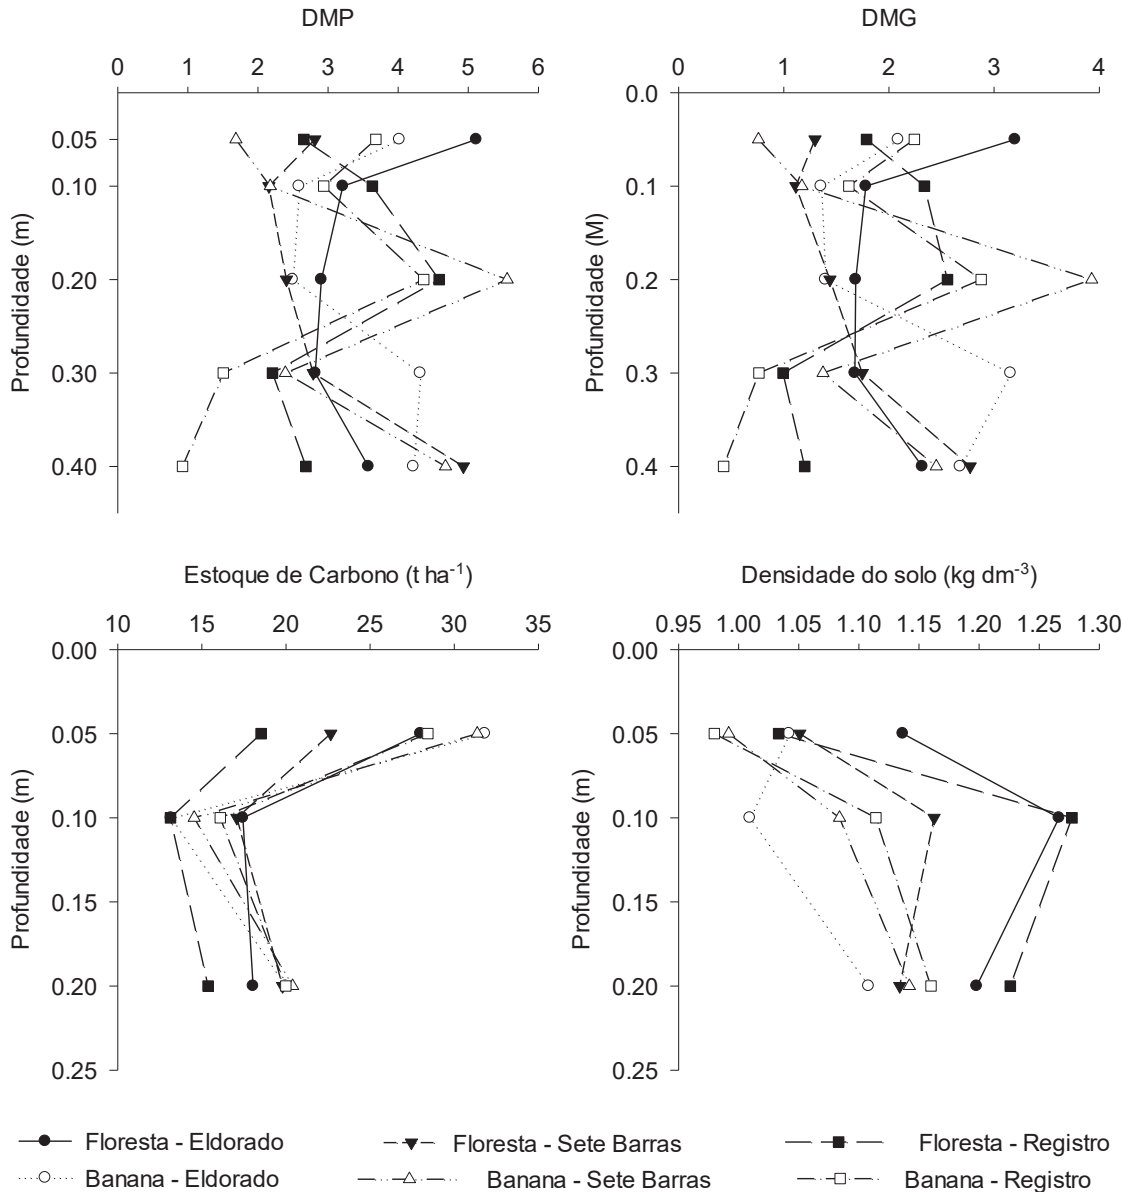 DMP
DMG
0 1 2 3 4 5 6
0 1 2 3 4
0.05
0.10
0.20
0.30
0.40
Profundidade (m)
0.0
0.05
0.1
0.2
0.3
0.4
Profundidade (M)
Estoque de Carbono (t ha⁻¹)
Densidade do solo (kg dm⁻³)
10 15 20 25 30 35
0.95 1.00 1.05 1.10 1.15 1.20 1.25 1.30
0.00
0.05
0.10
0.15
0.20
0.25
Profundidade (m)
0.00
0.05
0.10
0.15
0.20
0.25
Profundidade (m)
Floresta - Eldorado
Floresta - Sete Barras
Floresta - Registro
Banana - Eldorado
Banana - Sete Barras
Banana - Registro